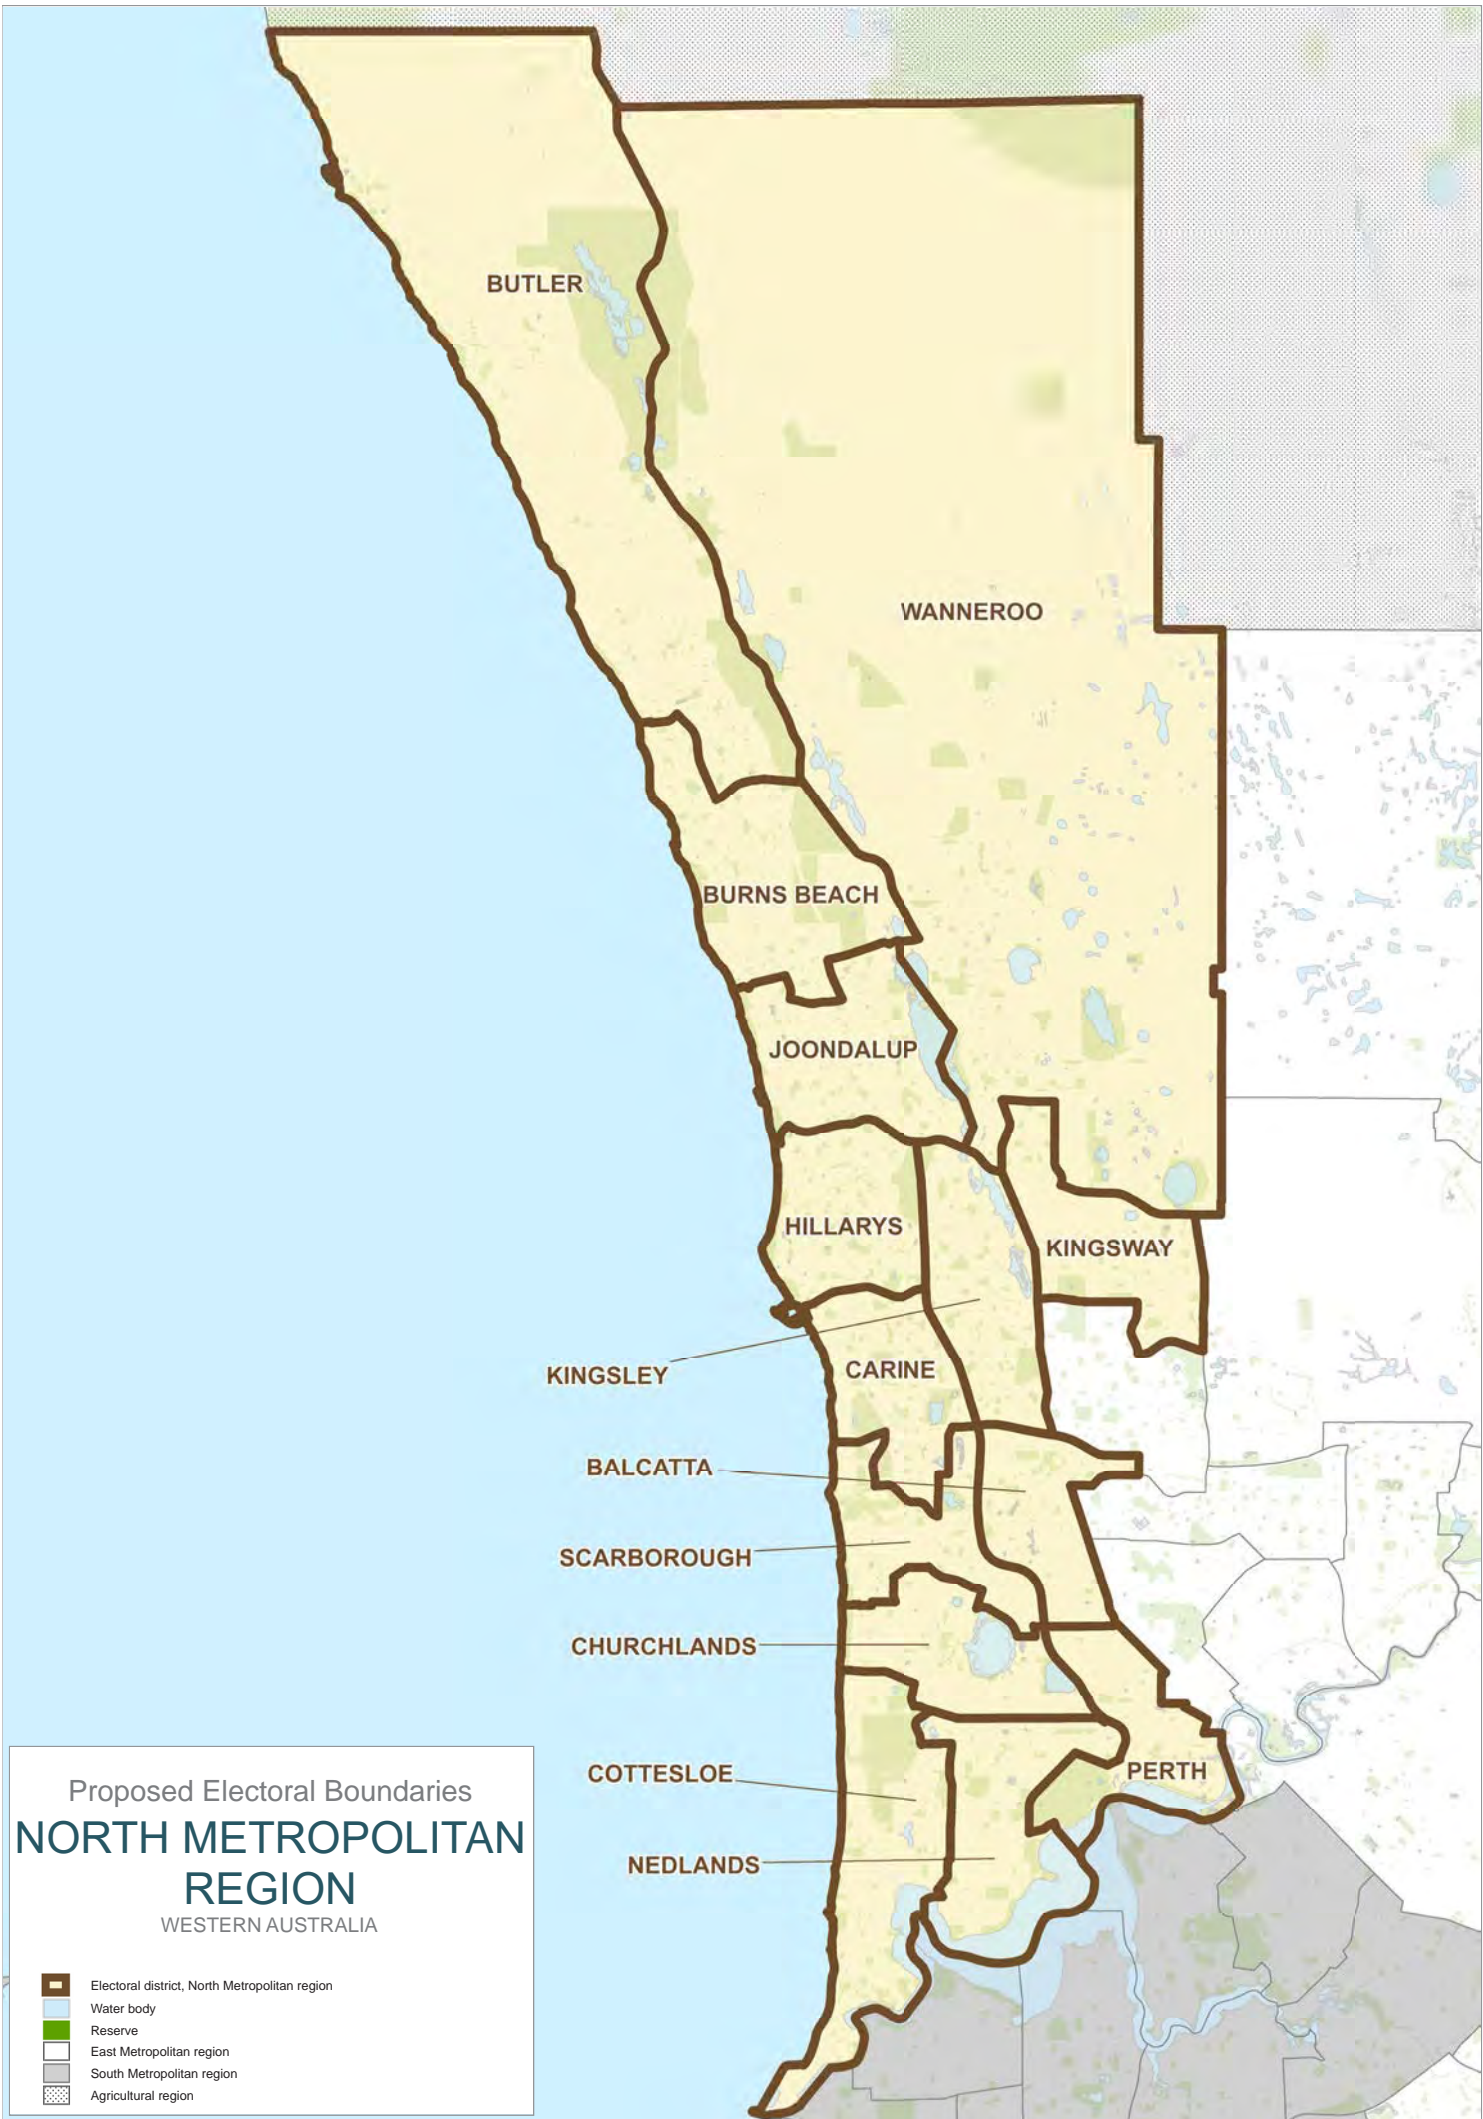 BUTLER
WANNEROO
BURNS BEACH
JOONDALUP
HILLARYS
KINGSWAY
KINGSLEY
CARINE
BALCATTA
SCARBOROUGH
CHURCHLANDS
COTTESLOE
PERTH
NEDLANDS
Proposed Electoral Boundaries
NORTH METROPOLITAN
REGION
WESTERN AUSTRALIA
Electoral district, North Metropolitan region
Water body
Reserve
East Metropolitan region
South Metropolitan region
Agricultural region